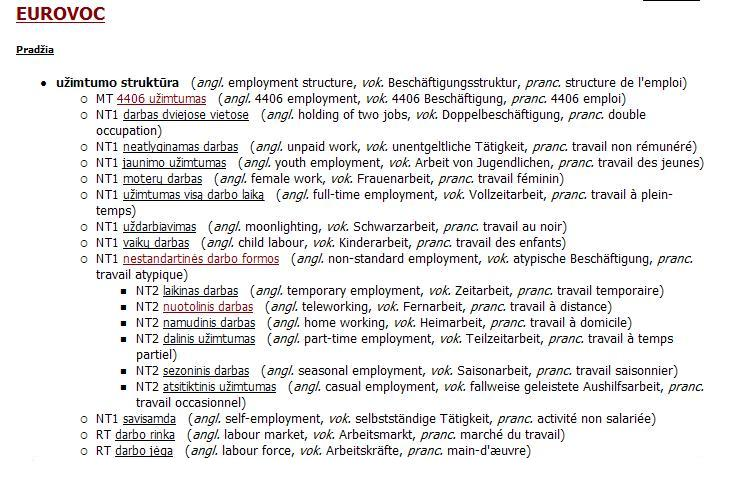 EUROVOC
Pradžia
užimtumo struktūra (angl. employment structure, vok. Beschäftigungsstruktur, pranc. structure de l'emploi)
MT 4406 užimtumas (angl. 4406 employment, vok. 4406 Beschäftigung, pranc. 4406 emploi)
NT1 darbas dviejose vietose (angl. holding of two jobs, vok. Doppelbeschäftigung, pranc. double
occupation)
NT1 neatlyginamas darbas (angl. unpaid work, vok. unentgeltliche Tätigkeit, pranc. travail non rémunéré)
NT1 jaunimo užimtumas (angl. youth employment, vok. Arbeit von Jugendlichen, pranc. travail des jeunes)
NT1 moterų darbas (angl. female work, vok. Frauenarbeit, pranc. travail féminin)
NT1 užimtumas visą darbo laiką (angl. full-time employment, vok. Vollzeitarbeit, pranc. travail à plein-
temps)
NT1 uždarbiavimas (angl. moonlighting, vok. Schwarzarbeit, pranc. travail au noir)
NT1 vaikų darbas (angl. child labour, vok. Kinderarbeit, pranc. travail des enfants)
NT1 nestandartinės darbo formos (angl. non-standard employment, vok. atypische Beschäftigung, pranc.
travail atypique)
NT2 laikinas darbas (angl. temporary employment, vok. Zeitarbeit, pranc. travail temporaire)
NT2 nuotolinis darbas (angl. teleworking, vok. Fernarbeit, pranc. travail à distance)
NT2 namudinis darbas (angl. home working, vok. Heimarbeit, pranc. travail à domicile)
NT2 dalinis užimtumas (angl. part-time employment, vok. Teilzeitarbeit, pranc. travail à temps
partiel)
NT2 sezoninis darbas (angl. seasonal employment, vok. Saisonarbeit, pranc. travail saisonnier)
NT2 atsitiktinis užimtumas (angl. casual employment, vok. fallweise geleistete Aushilfsarbeit, pranc.
travail occasionnel)
NT1 savisamda (angl. self-employment, vok. selbstständige Tätigkeit, pranc. activité non salariée)
RT darbo rinka (angl. labour market, vok. Arbeitsmarkt, pranc. marché du travail)
RT darbo jėga (angl. labour force, vok. Arbeitskräfte, pranc. main-d'æuvre)